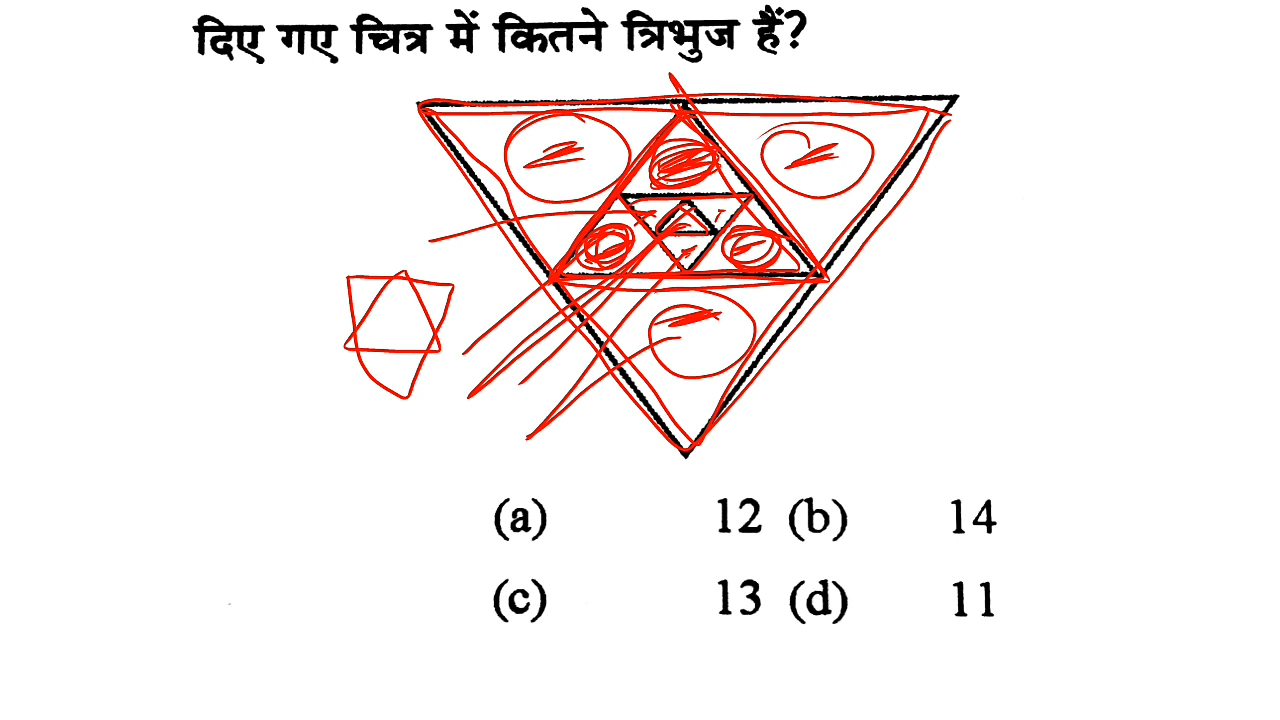 दिए गए चित्र में कितने त्रिभुज हैं?
(a) 12 (b) 14
(c) 13 (d) 11